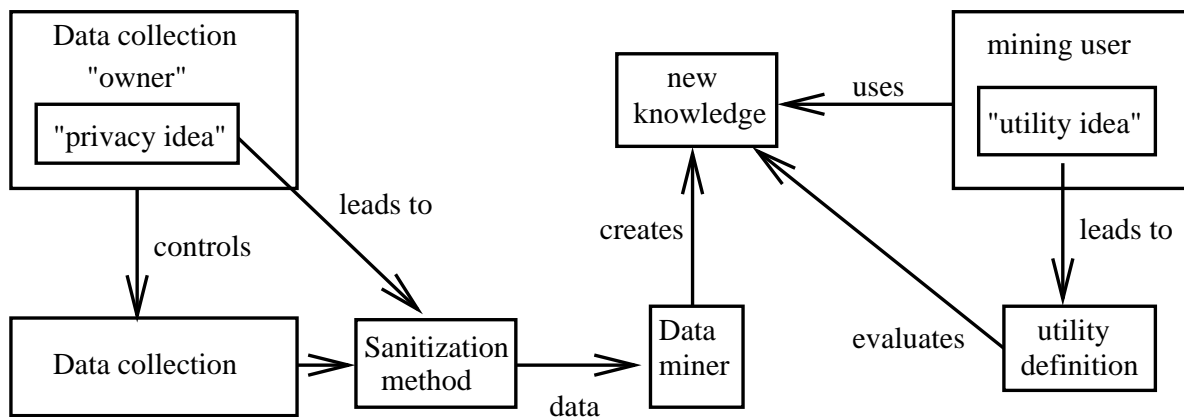 Data collection
"owner"
"privacy idea"
leads to
controls
Data collection
Sanitization
method
data
Data
miner
creates
new
knowledge
uses
mining user
"utility idea"
leads to
evaluates
utility
definition